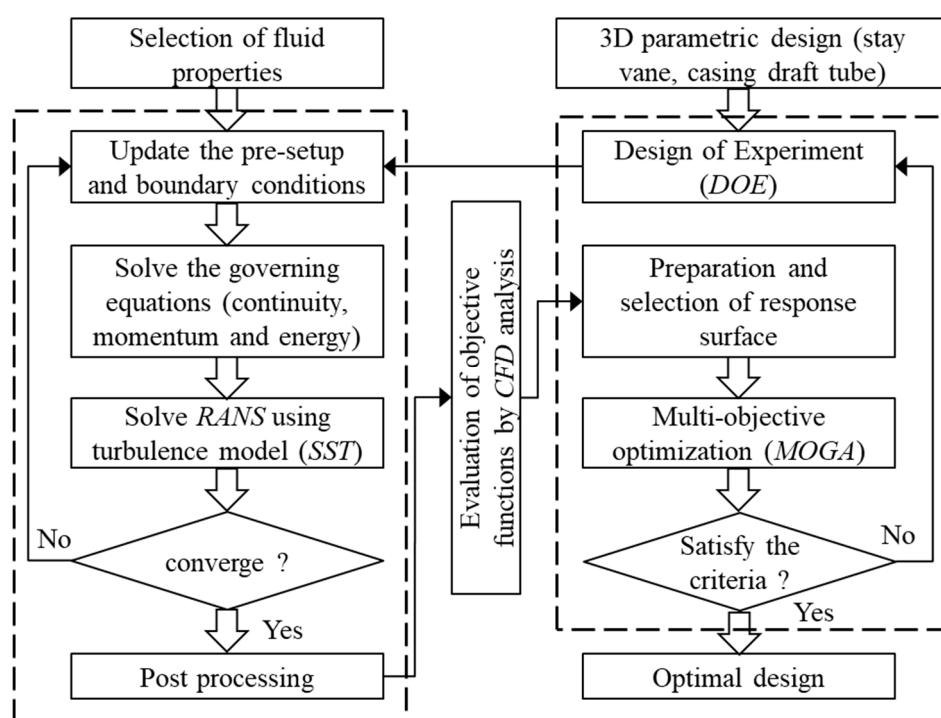 Selection of fluid
properties
Update the pre-setup
and boundary conditions
Solve the governing
equations (continuity,
momentum and energy)
Solve RANS using
turbulence model (SST)
No
converge ?
Yes
Post processing
Evaluation of objective
functions by CFD analysis
3D parametric design (stay
vane, casing draft tube)
Design of Experiment
(DOE)
Preparation and
selection of response
surface
Multi-objective
optimization (MOGA)
Satisfy the
criteria ?
No
Yes
Optimal design